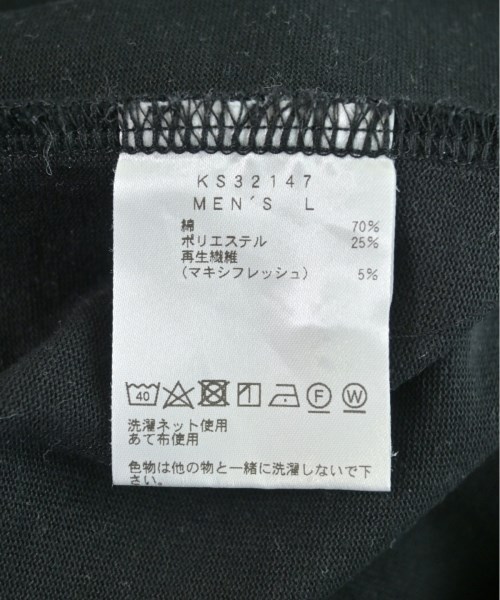 KS32147
MEN'S L
綿 70%
ポリエステル 25%
再生繊維
(マキシフレッシュ) 5%
40 F W
洗濯ネット使用
あて布使用
色物は他の物と一緒に洗濯しないで下
さい。